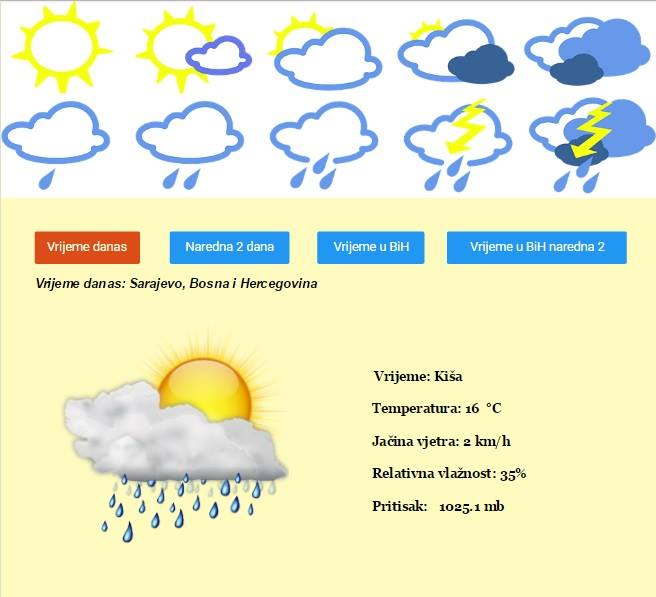 Vrijeme danas
Naredna 2 dana
Vrijeme u BiH
Vrijeme u BiH naredna 2
Vrijeme danas: Sarajevo, Bosna i Hercegovina
Vrijeme: Kiša
Temperatura: 16 °C
Jačina vjetra: 2 km/h
Relativna vlažnost: 35%
Pritisak: 1025.1 mb